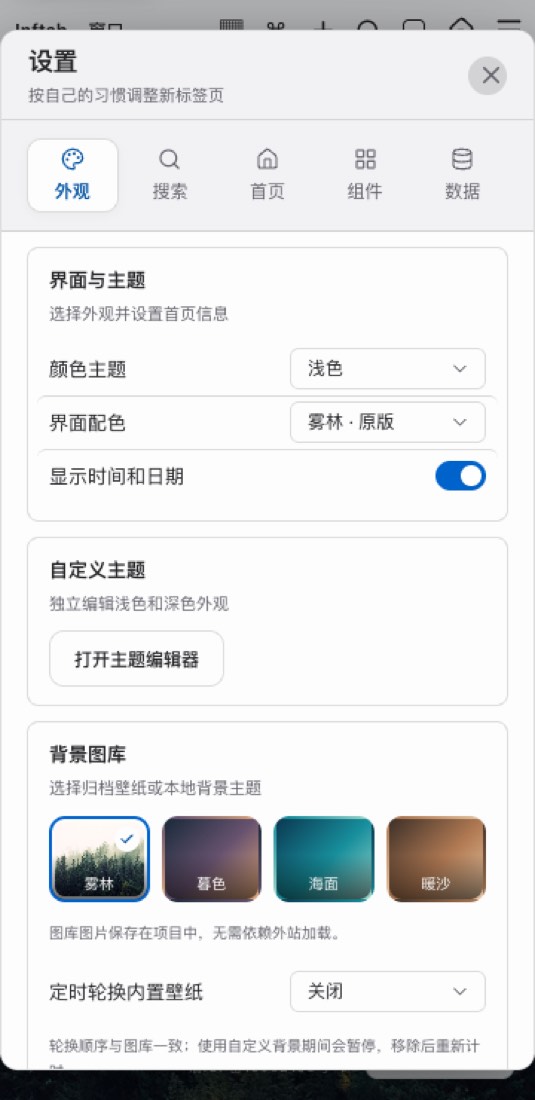 Inftab 窗口
设置
按自己的习惯调整新标签页
外观 搜索 首页 组件 数据
界面与主题
选择外观并设置首页信息
颜色主题 浅色
界面配色 雾林 · 原版
显示时间和日期
自定义主题
独立编辑浅色和深色外观
打开主题编辑器
背景图库
选择归档壁纸或本地背景主题
雾林 暮色 海面 暖沙
图库图片保存在项目中，无需依赖外站加载。
定时轮换内置壁纸 关闭
轮换顺序与图库一致；使用自定义背景期间会暂停，移除后重新计
时。